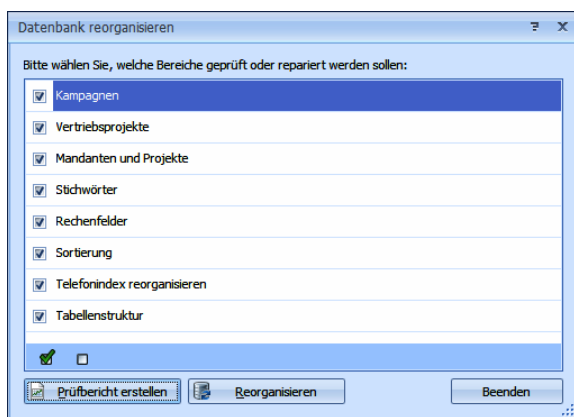 Datenbank reorganisieren
Bitte wählen Sie, welche Bereiche geprüft oder repariert werden sollen:
Kampagnen
Vertriebsprojekte
Mandanten und Projekte
Stichwörter
Rechenfelder
Sortierung
Telefonindex reorganisieren
Tabellenstruktur
Prüfbericht erstellen Reorganisieren Beenden